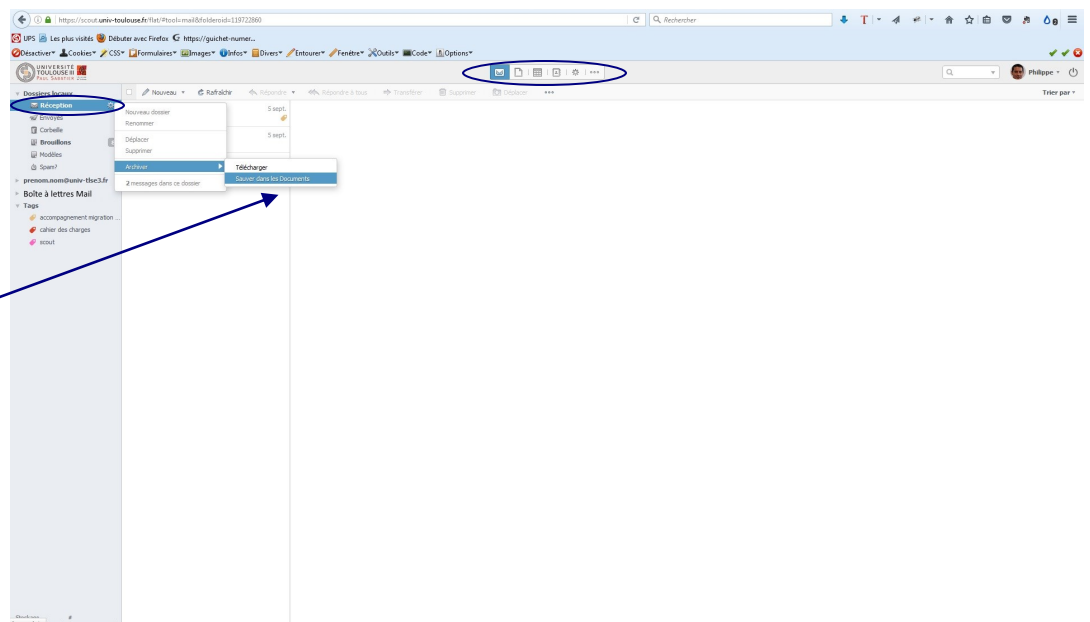 https://scout.univ-toulouse.fr/flat/#tool=mail&folderoid=119722860
Rechercher
UPS Les plus visités Débuter avec Firefox https://guichet-numer...
Désactiver Cookies CSS Formulaires Images Infos Divers Entourer Fenêtre Outils Code Options
UNIVERSITÉ
TOULOUSE III
PAUL SABATIER
Philippe
Dossiers locaux
Nouveau Rafraîchir Répondre Répondre à tous Transférer Supprimer Déplacer
Trier par
Réception
Envoyés
Corbeille
Brouillons
Modèles
Spam?
prenom.nom@univ-tlse3.fr
Boîte à lettres Mail
Tags
accompagnement migration ...
cahier des charges
scout
Nouveau dossier
Renommer
Déplacer
Supprimer
Archiver
2 messages dans ce dossier
Télécharger
Sauver dans les Documents
5 sept.
5 sept.